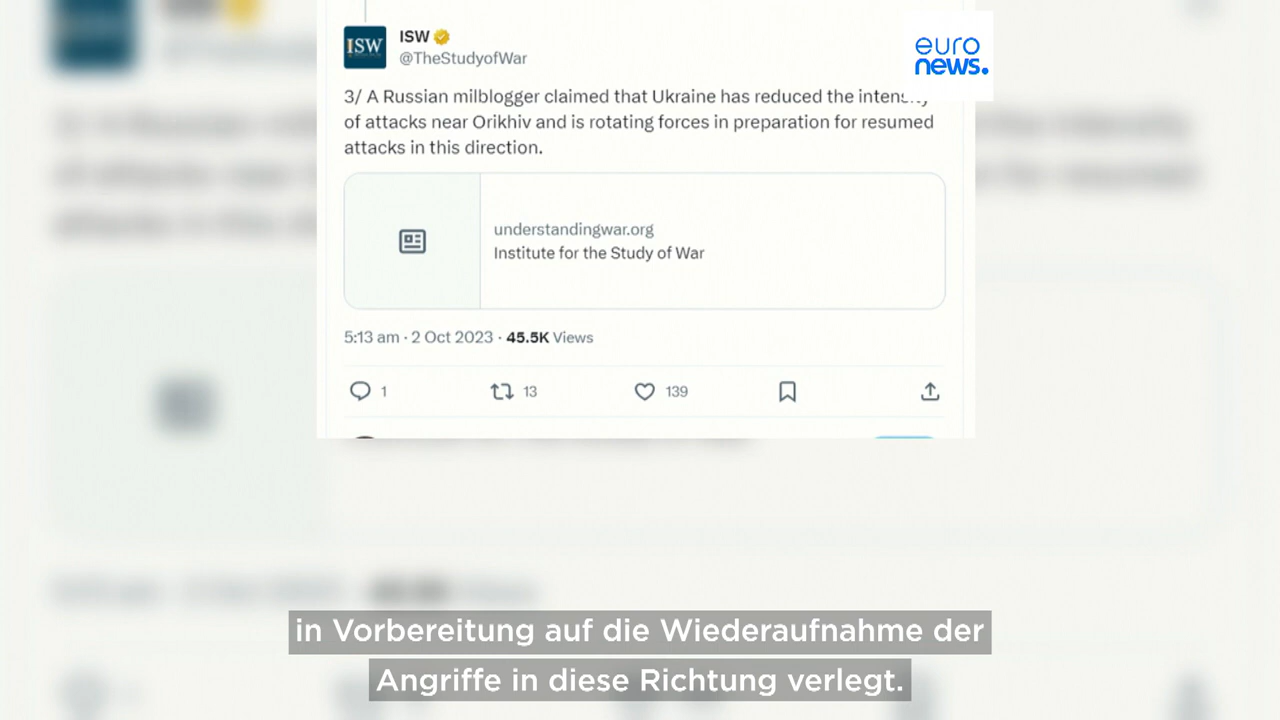 ISW
ISW
@TheStudyofWar
euro
news.
3/ A Russian milblogger claimed that Ukraine has reduced the intensity
of attacks near Orikhiv and is rotating forces in preparation for resumed
attacks in this direction.
understandingwar.org
Institute for the Study of War
5:13 am · 2 Oct 2023 · 45.5K Views
1 13 139
in Vorbereitung auf die Wiederaufnahme der
Angriffe in diese Richtung verlegt.